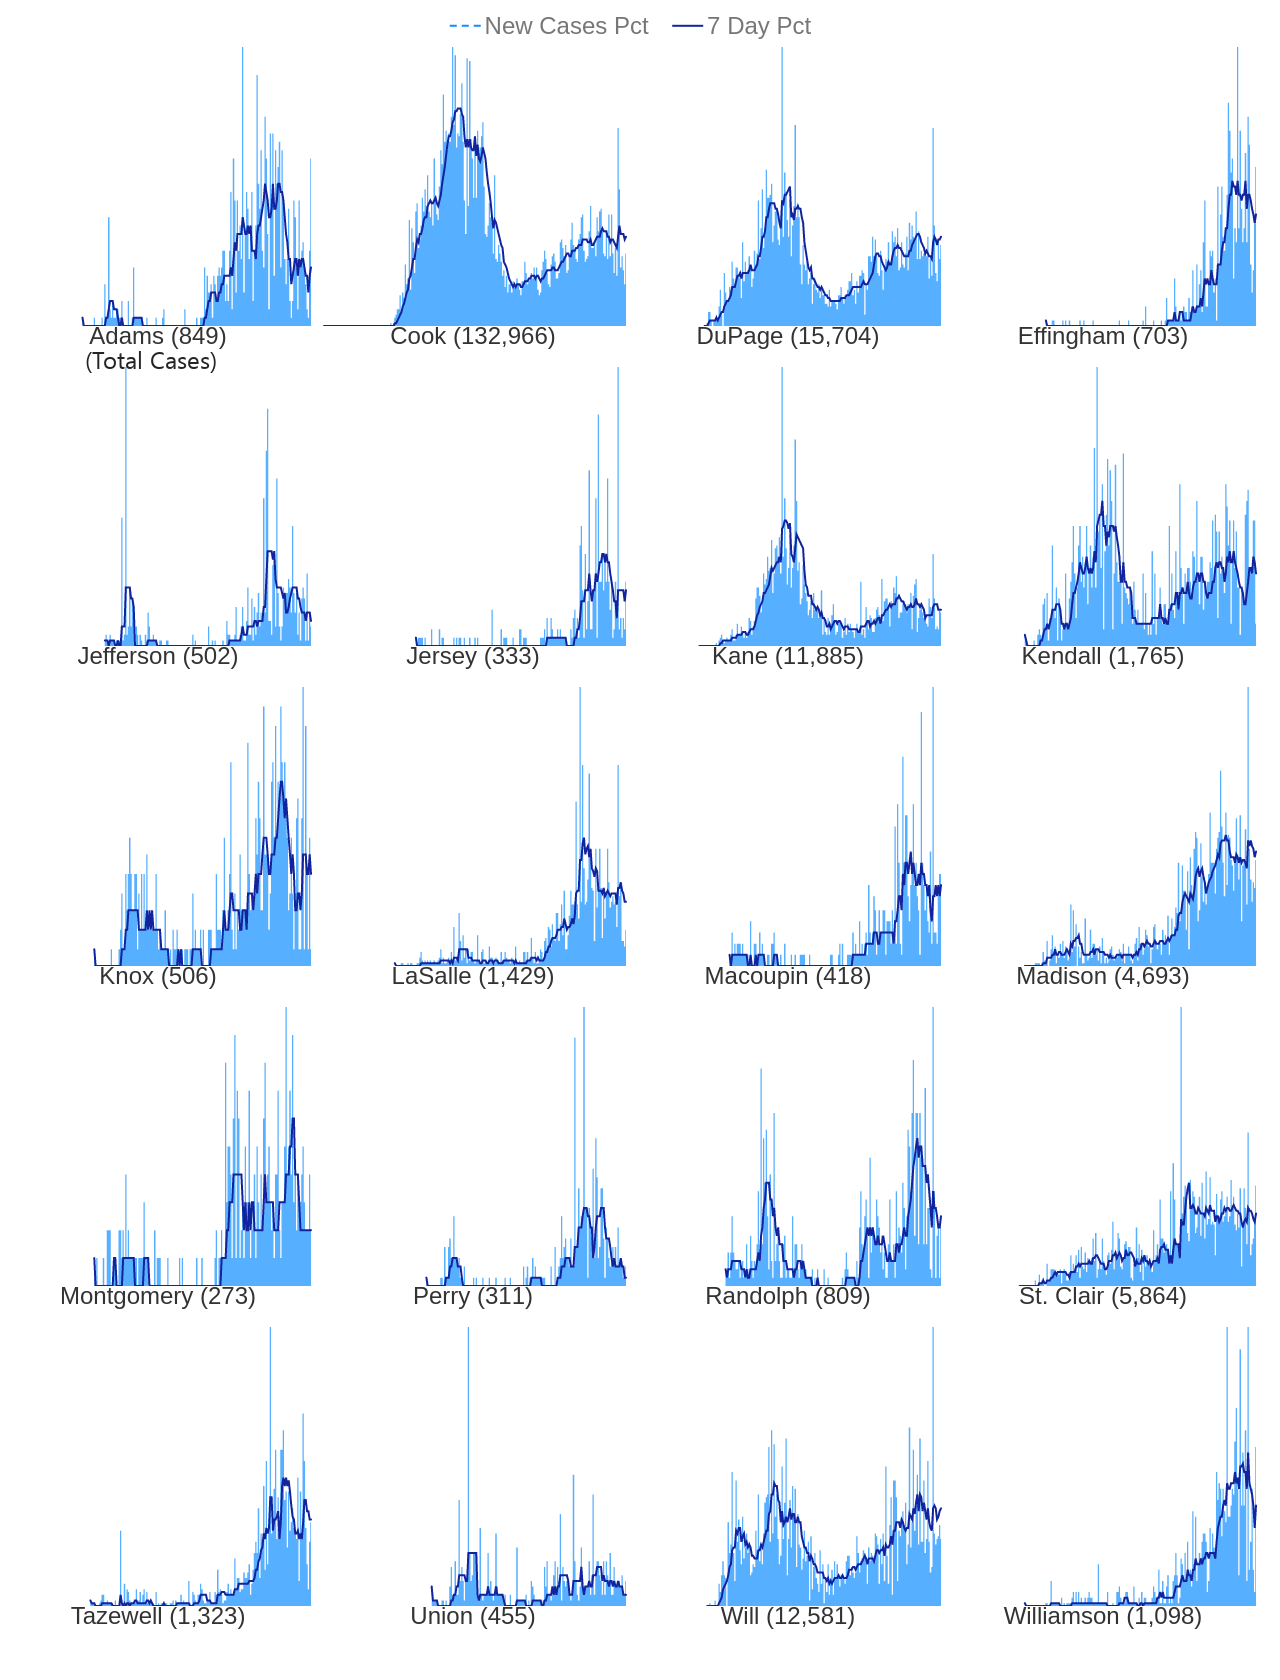 New Cases Pct 7 Day Pct
Adams (849) Cook (132,966) DuPage (15,704) Effingham (703)
(Total Cases)
Jefferson (502) Jersey (333) Kane (11,885) Kendall (1,765)
Knox (506) LaSalle (1,429) Macoupin (418) Madison (4,693)
Montgomery (273) Perry (311) Randolph (809) St. Clair (5,864)
Tazewell (1,323) Union (455) Will (12,581) Williamson (1,098)